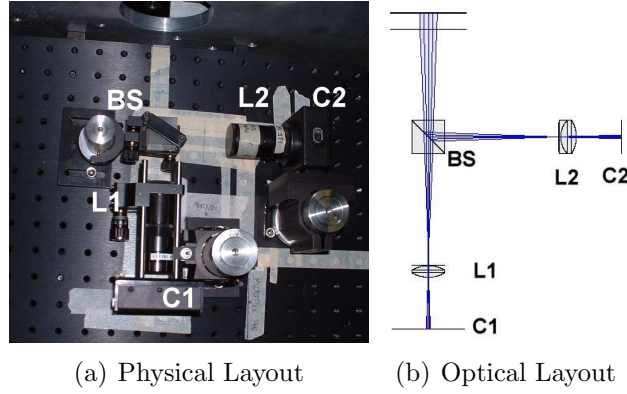 BS
L2
C2
L1
C1
BS
L2
C2
L1
C1
(a) Physical Layout
(b) Optical Layout